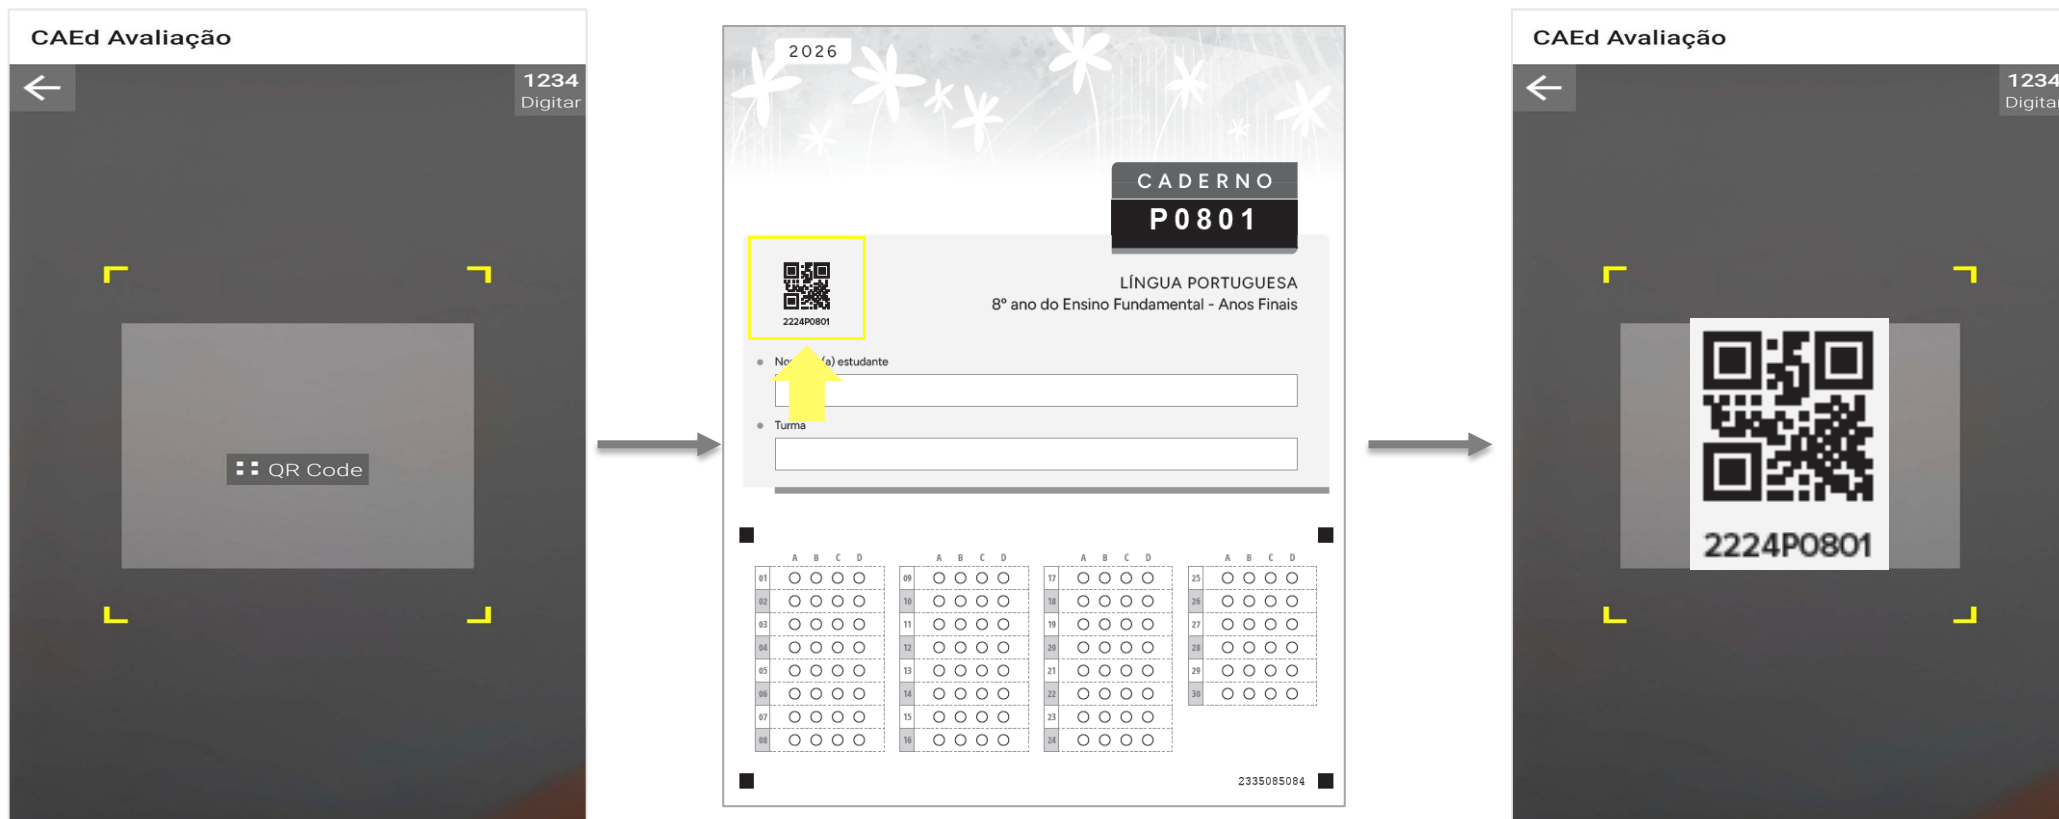 CAEd Avaliação
1234
Digitar
QR Code
2026
CADERNO
P0801
2224P0801
LÍNGUA PORTUGUESA
8º ano do Ensino Fundamental - Anos Finais
(a) estudante
Turma
A B C D
01
02
03
04
05
06
07
08
A B C D
09
10
11
12
13
14
15
16
A B C D
17
18
19
20
21
22
23
24
A B C D
25
26
27
28
29
30
2335085084
CAEd Avaliação
1234
Digitar
2224P0801